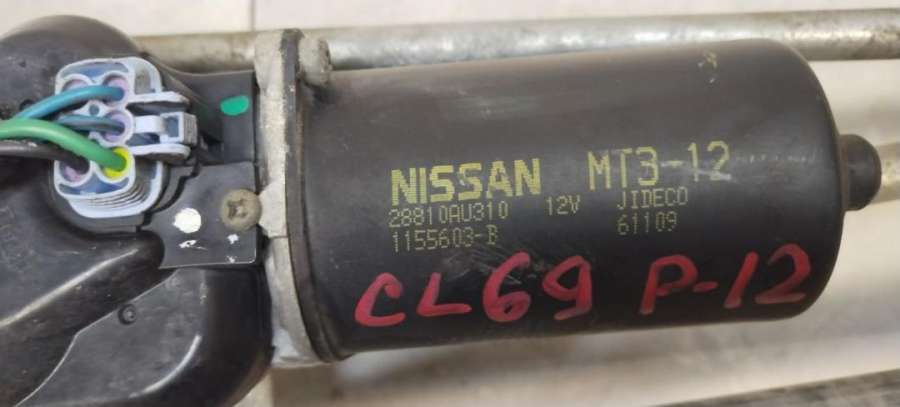 NISSAN MT3-12
28810AU310 12V JIDECO
1155603-B 61109
CL69 P-12